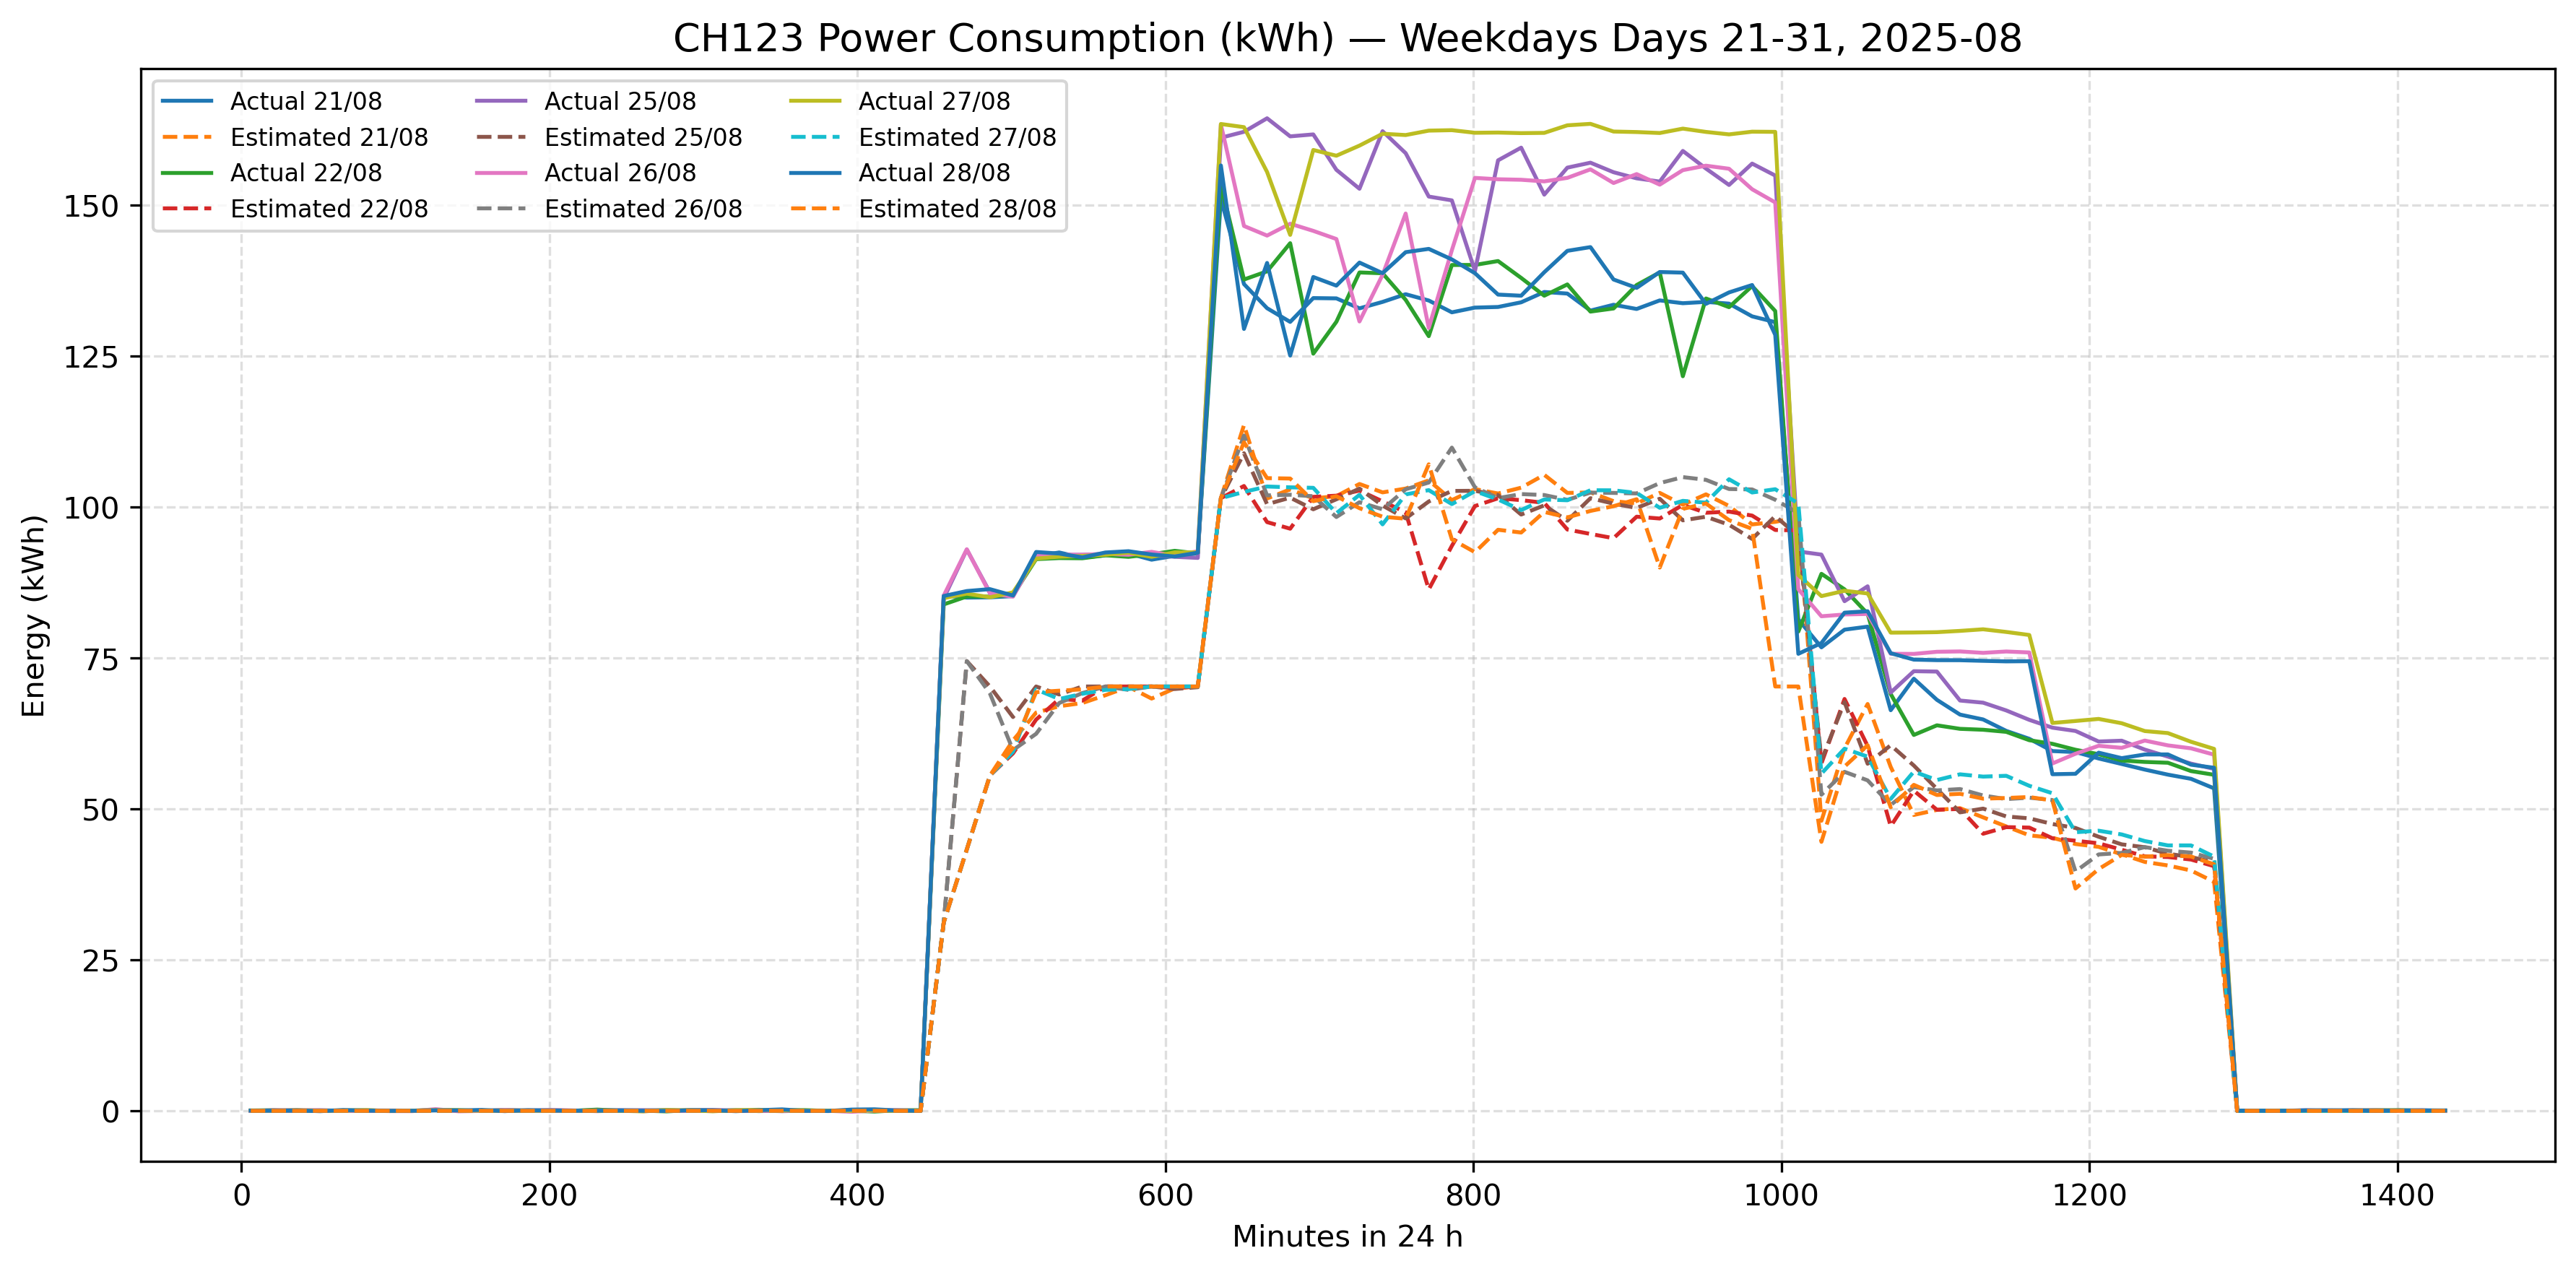 CH123 Power Consumption (kWh) — Weekdays Days 21-31, 2025-08
Actual 21/08
Estimated 21/08
Actual 22/08
Estimated 22/08
Actual 25/08
Estimated 25/08
Actual 26/08
Estimated 26/08
Actual 27/08
Estimated 27/08
Actual 28/08
Estimated 28/08
Energy (kWh)
150
125
100
75
50
25
0
0 200 400 600 800 1000 1200 1400
Minutes in 24 h